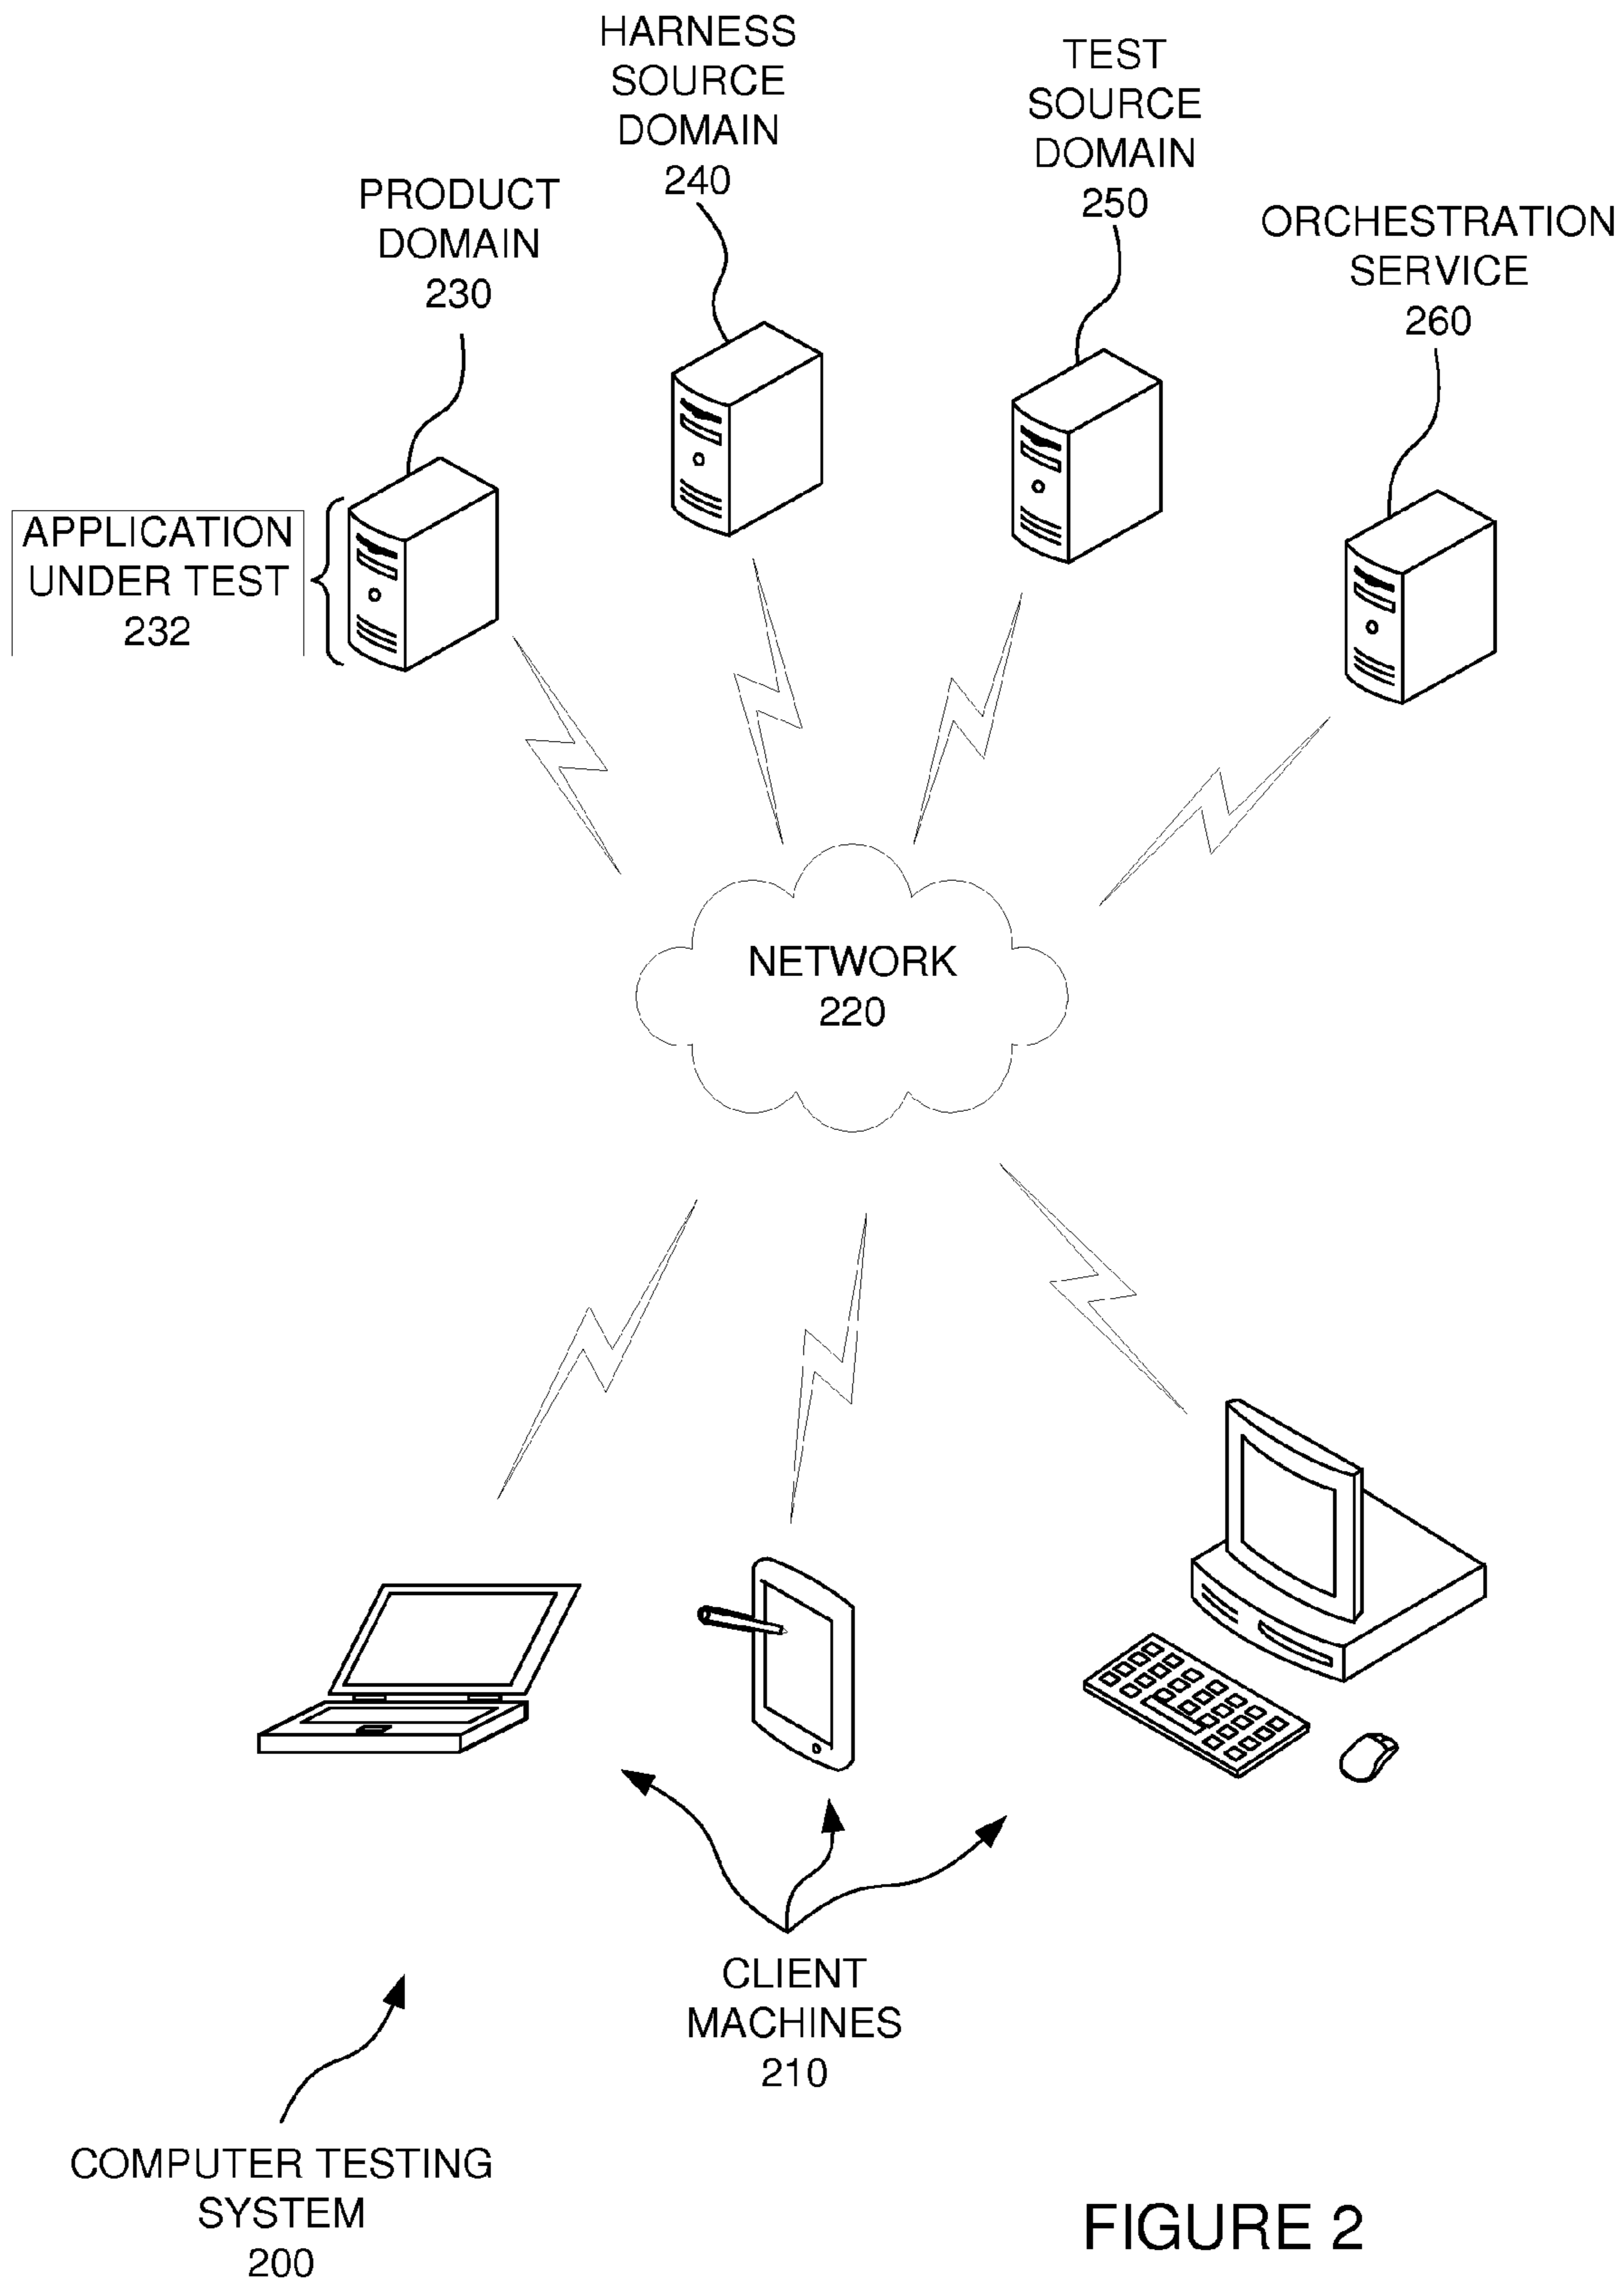 HARNESS
SOURCE
DOMAIN
240
TEST
SOURCE
DOMAIN
250
PRODUCT
DOMAIN
230
ORCHESTRATION
SERVICE
260
APPLICATION
UNDER TEST
232
NETWORK
220
CLIENT
MACHINES
210
COMPUTER TESTING
SYSTEM
200
FIGURE 2